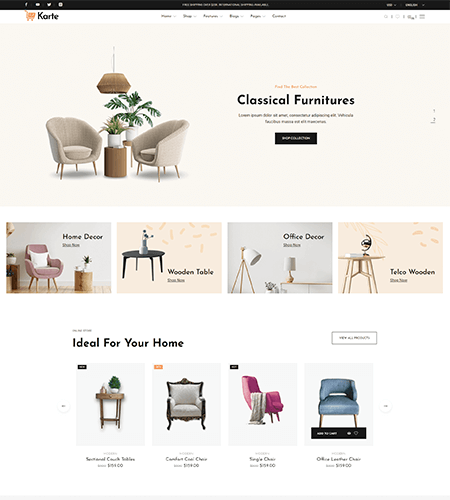 FREE SHIPPING OVER $100. INTERNATIONAL SHIPPING AVAILABLE.
USD
ENGLISH
Karte
Home
Shop
Features
Blogs
Pages
Contact
Find The Best Collection
Classical Furnitures
Lorem ipsum dolor sit amet, consectetur adipiscing elit. Vehicula
faucibus massa sit elit maecenas.
SHOP COLLECTION
Home Decor
Shop Now
Wooden Table
Shop Now
Office Decor
Shop Now
Telco Wooden
Shop Now
ONLINE STORE
Ideal For Your Home
VIEW ALL PRODUCTS
ADD TO CART
Sectional Couch Tables
$159.00
Comfort Cozi Chair
$159.00
Single Chair
$159.00
Office Leather Chair
$159.00